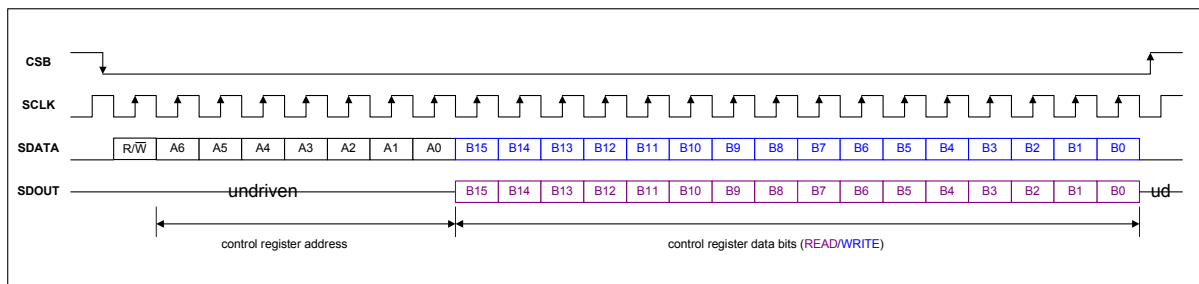 CSB
SCLK
SDATA R/W̅ A6 A5 A4 A3 A2 A1 A0 B15 B14 B13 B12 B11 B10 B9 B8 B7 B6 B5 B4 B3 B2 B1 B0
SDOUT undriven B15 B14 B13 B12 B11 B10 B9 B8 B7 B6 B5 B4 B3 B2 B1 B0 ud
control register address control register data bits (READ/WRITE)